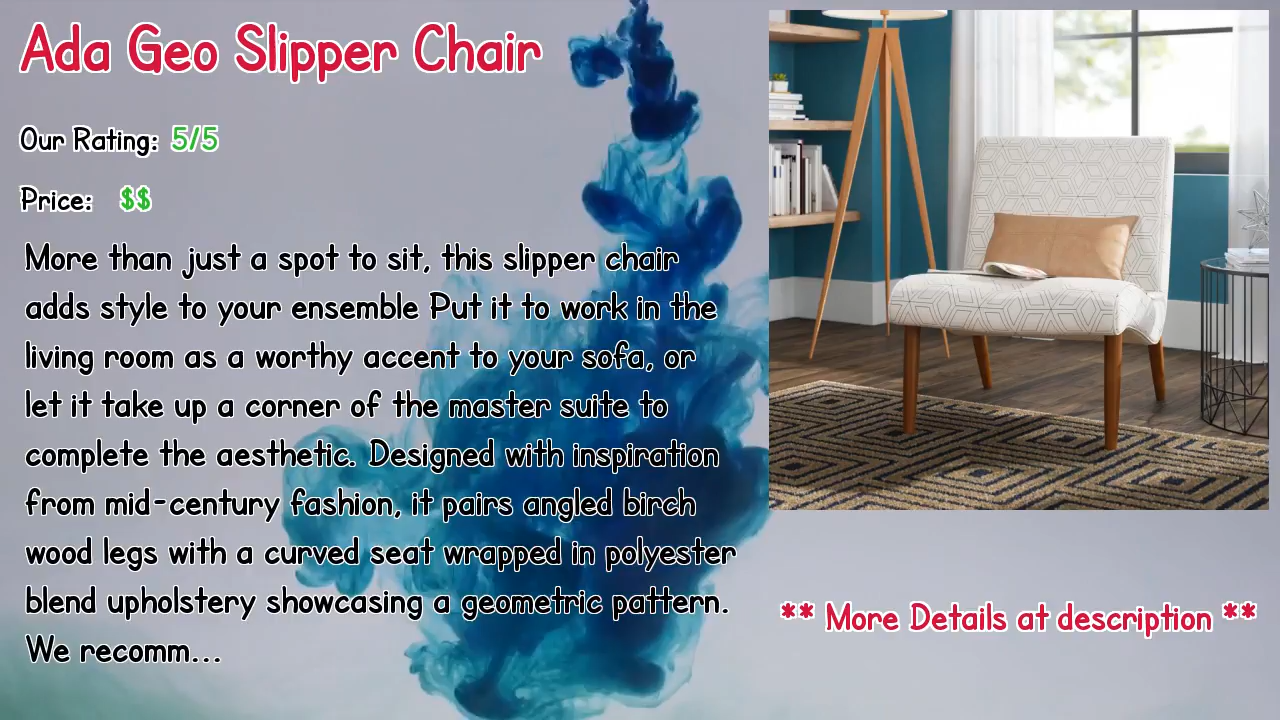 Ada Geo Slipper Chair
Our Rating: 5/5
Price: $$
More than just a spot to sit, this slipper chair
adds style to your ensemble Put it to work in the
living room as a worthy accent to your sofa, or
let it take up a corner of the master suite to
complete the aesthetic. Designed with inspiration
from mid-century fashion, it pairs angled birch
wood legs with a curved seat wrapped in polyester
blend upholstery showcasing a geometric pattern.
We recomm...
** More Details at description **